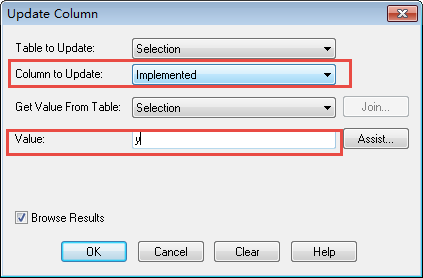 Update Column
Table to Update: Selection
Column to Update: Implemented
Get Value From Table: Selection Join...
Value: y Assist...
Browse Results
OK Cancel Clear Help